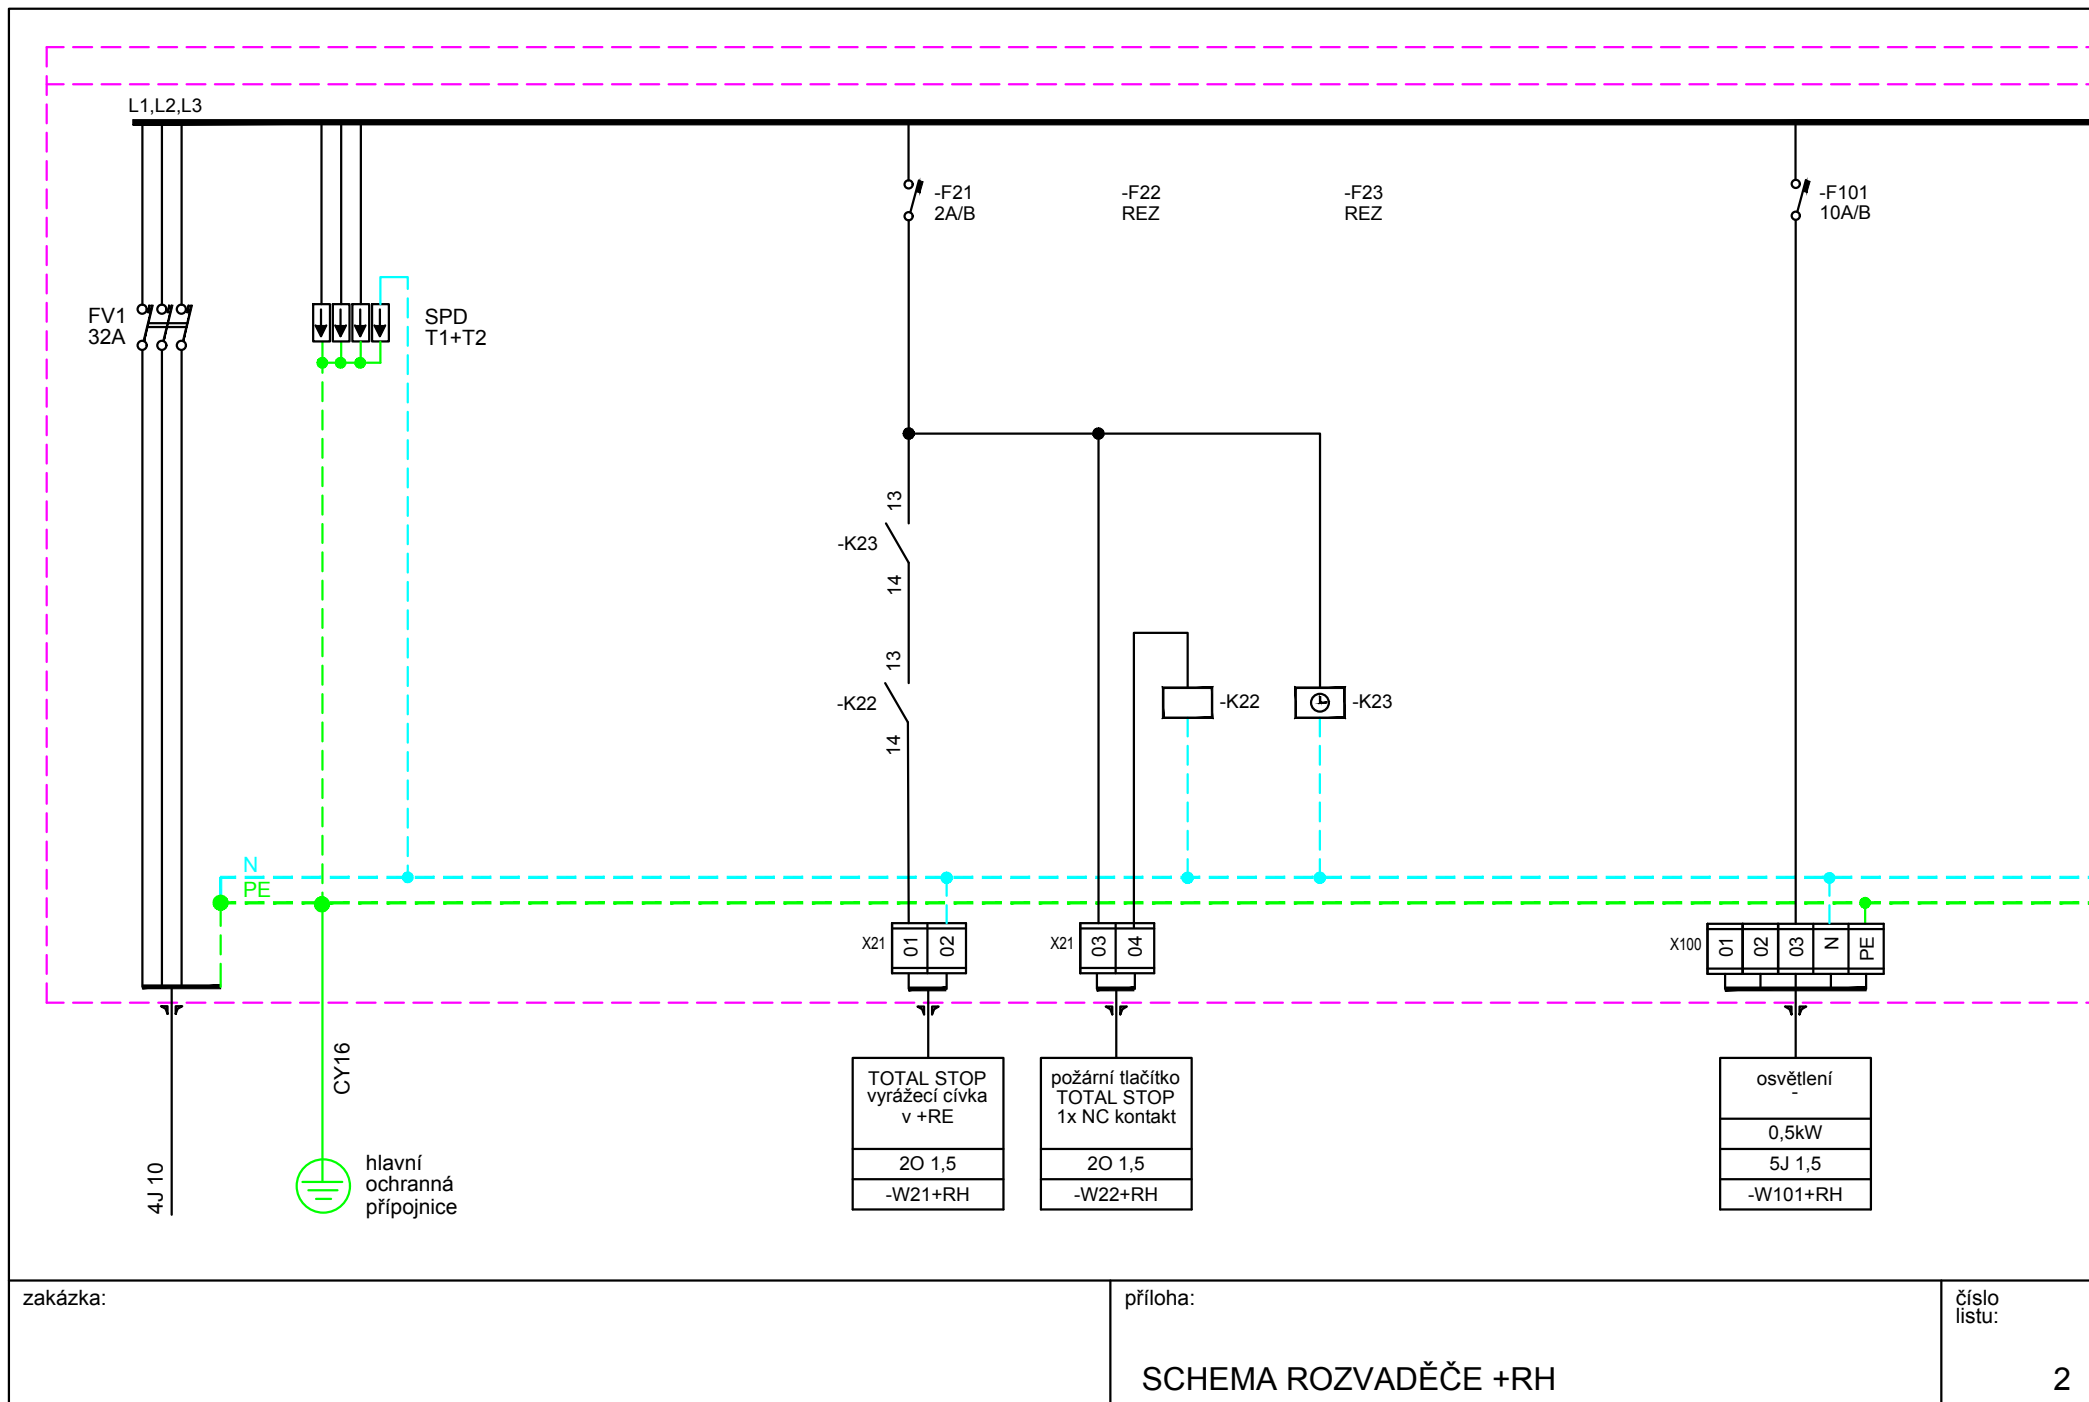 L1,L2,L3
-F21
2A/B
-F22
REZ
-F23
REZ
-F101
10A/B
FV1
32A
SPD
T1+T2
13
-K23
14
13
-K22
14
-K22
-K23
N
PE
X21
01
02
X21
03
04
X100
01
02
03
N
PE
CY16
4J 10
hlavní
ochranná
přípojnice
TOTAL STOP
vyrážecí cívka
v +RE
2O 1,5
-W21+RH
požární tlačítko
TOTAL STOP
1x NC kontakt
2O 1,5
-W22+RH
osvětlení
-
0,5kW
5J 1,5
-W101+RH
zakázka:
příloha:
SCHEMA ROZVADĚČE +RH
číslo
listu:
2